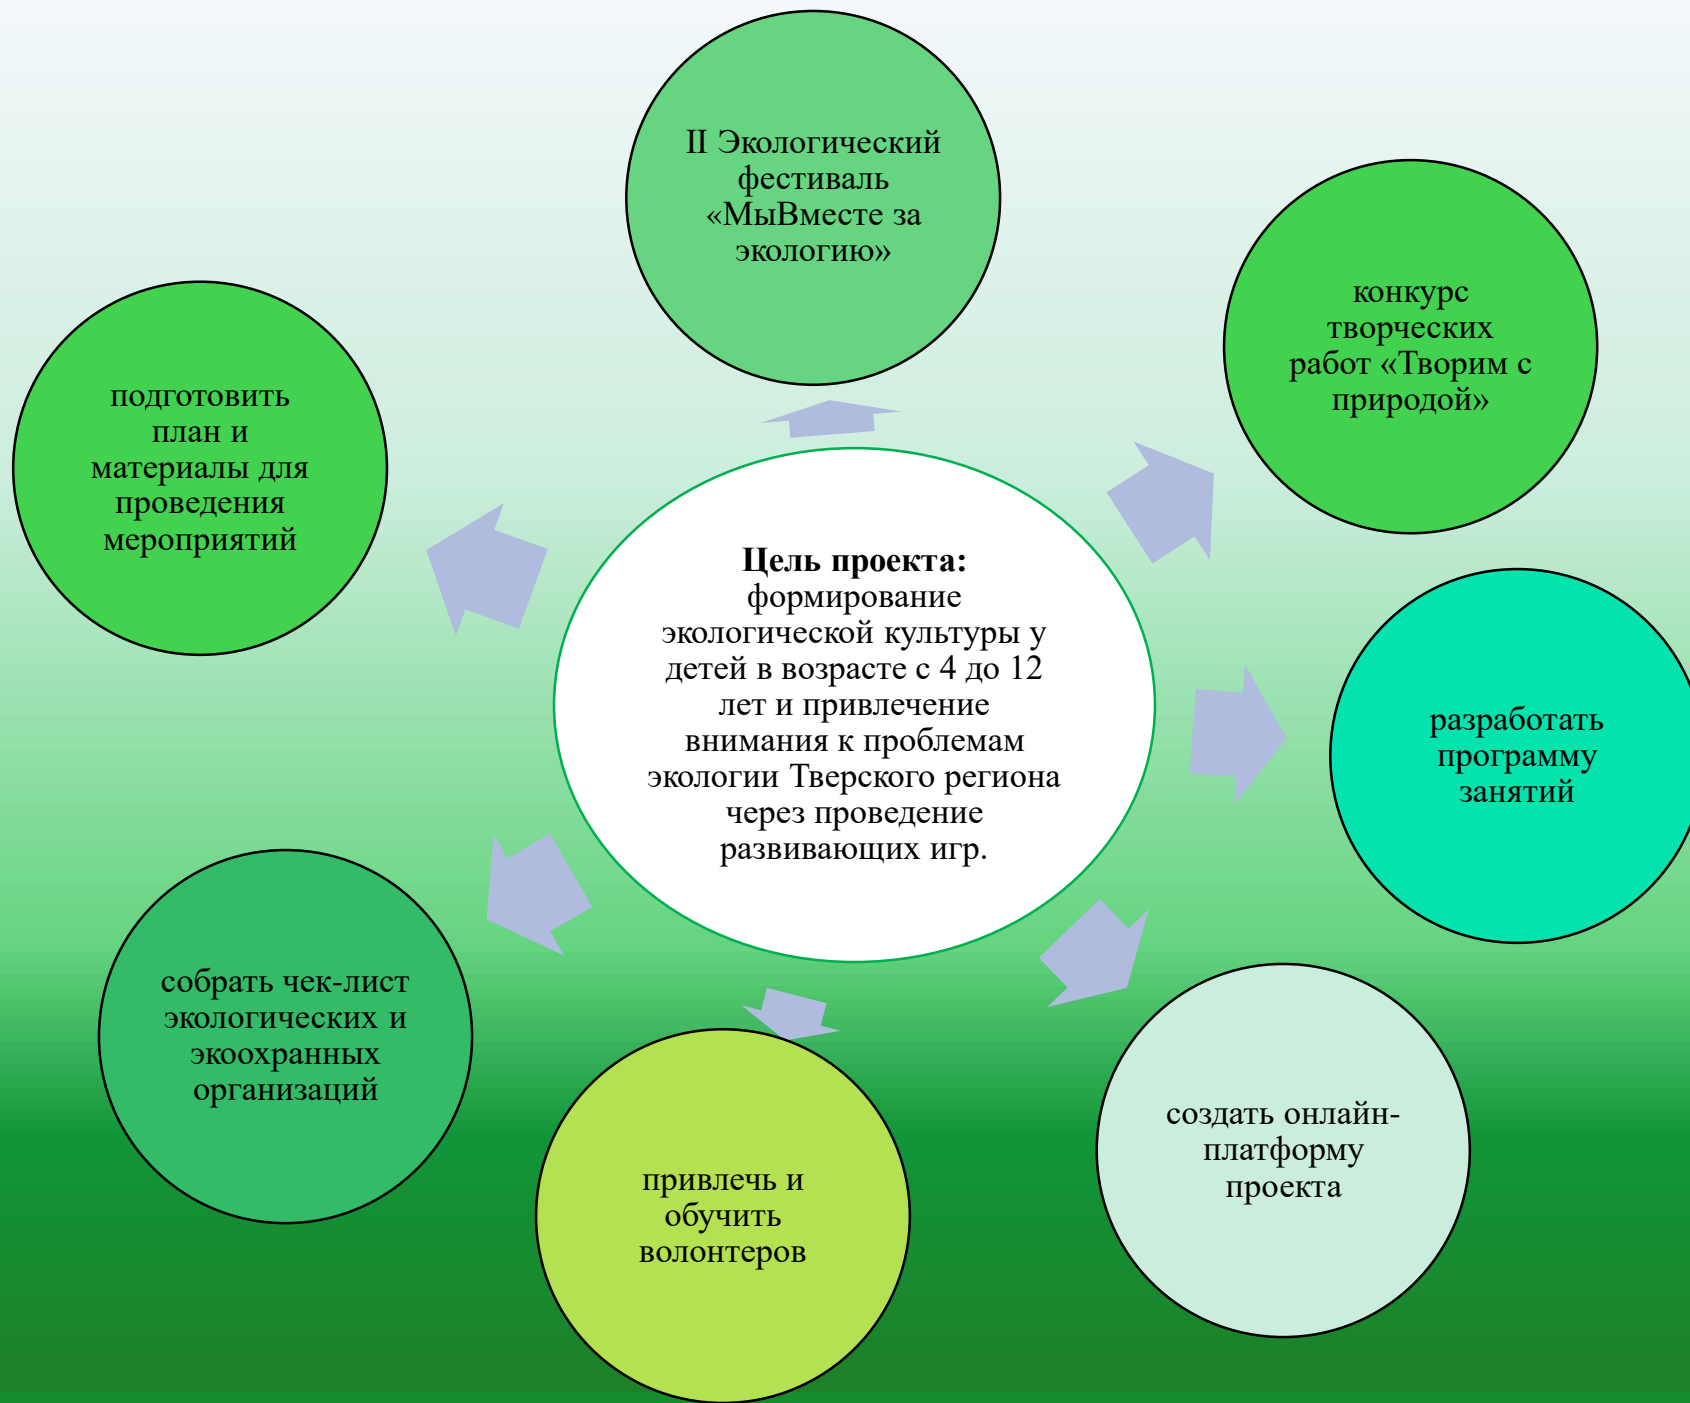 II Экологический
фестиваль
«МыВместе за
экологию»
конкурс
творческих
работ «Творим с
природой»
разработать
программу
занятий
создать онлайн-
платформу
проекта
привлечь и
обучить
волонтеров
собрать чек-лист
экологических и
экоохранных
организаций
подготовить
план и
материалы для
проведения
мероприятий
Цель проекта:
формирование
экологической культуры у
детей в возрасте с 4 до 12
лет и привлечение
внимания к проблемам
экологии Тверского региона
через проведение
развивающих игр.